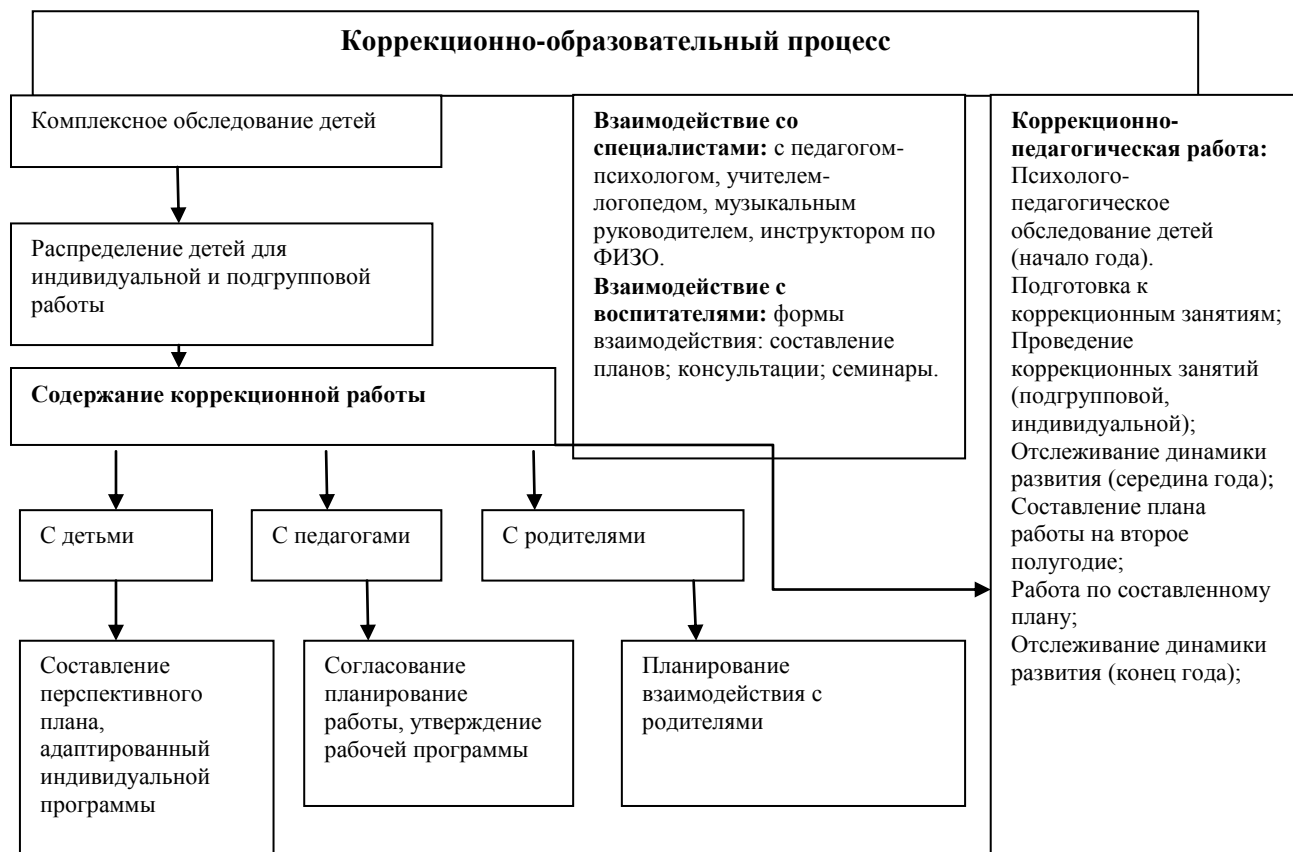 Коррекционно-образовательный процесс
Комплексное обследование детей
Распределение детей для
индивидуальной и подгрупповой
работы
Содержание коррекционной работы
Взаимодействие со
специалистами: с педагогом-
психологом, учителем-
логопедом, музыкальным
руководителем, инструктором по
ФИЗО.
Взаимодействие с
воспитателями: формы
взаимодействия: составление
планов; консультации; семинары.
Коррекционно-
педагогическая работа:
Психолого-
педагогическое
обследование детей
(начало года).
Подготовка к
коррекционным занятиям;
Проведение
коррекционных занятий
(подгрупповой,
индивидуальной);
Отслеживание динамики
развития (середина года);
Составление плана
работы на второе
полугодие;
Работа по составленному
плану;
Отслеживание динамики
развития (конец года);
С детьми
С педагогами
С родителями
Составление
перспективного
плана,
адаптированный
индивидуальной
программы
Согласование
планирование
работы, утверждение
рабочей программы
Планирование
взаимодействия с
родителями